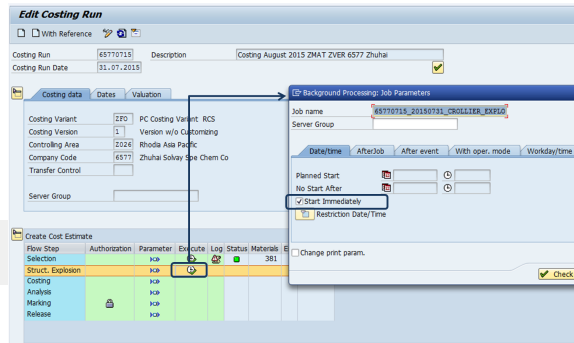 Edit Costing Run
With Reference
Costing Run 65770715 Description Costing August 2015 ZMAT ZVER 6577 Zhuhai
Costing Run Date 31.07.2015
Costing data Dates Valuation
Costing Variant ZFO PC Costing Variant RCS
Costing Version 1 Version w/o Customizing
Controlling Area Z026 Rhodia Asia Pacific
Company Code 6577 Zhuhai Solvay Spe Chem Co
Transfer Control
Server Group
Create Cost Estimate
Flow Step Authorization Parameter Execute Log Status Materials E
Selection 381
Struct. Explosion
Costing
Analysis
Marking
Release
Background Processing: Job Parameters
Job name 65770715_20150731_CROLLIER_EXPLO
Server Group
Date/time AfterJob After event With oper. mode Workday/time
Planned Start
No Start After
Start Immediately
Restriction Date/Time
Change print param.
Check